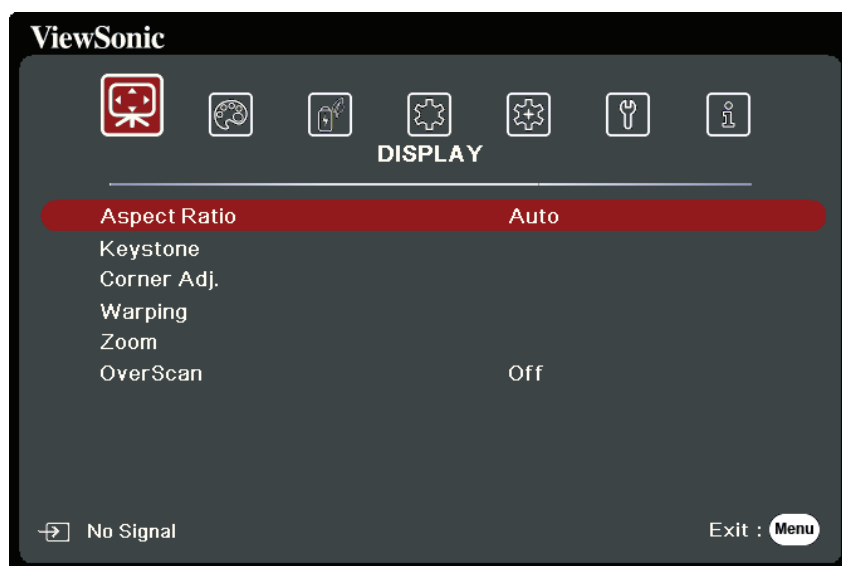 ViewSonic
DISPLAY
Aspect Ratio Auto
Keystone
Corner Adj.
Warping
Zoom
OverScan Off
No Signal Exit : Menu